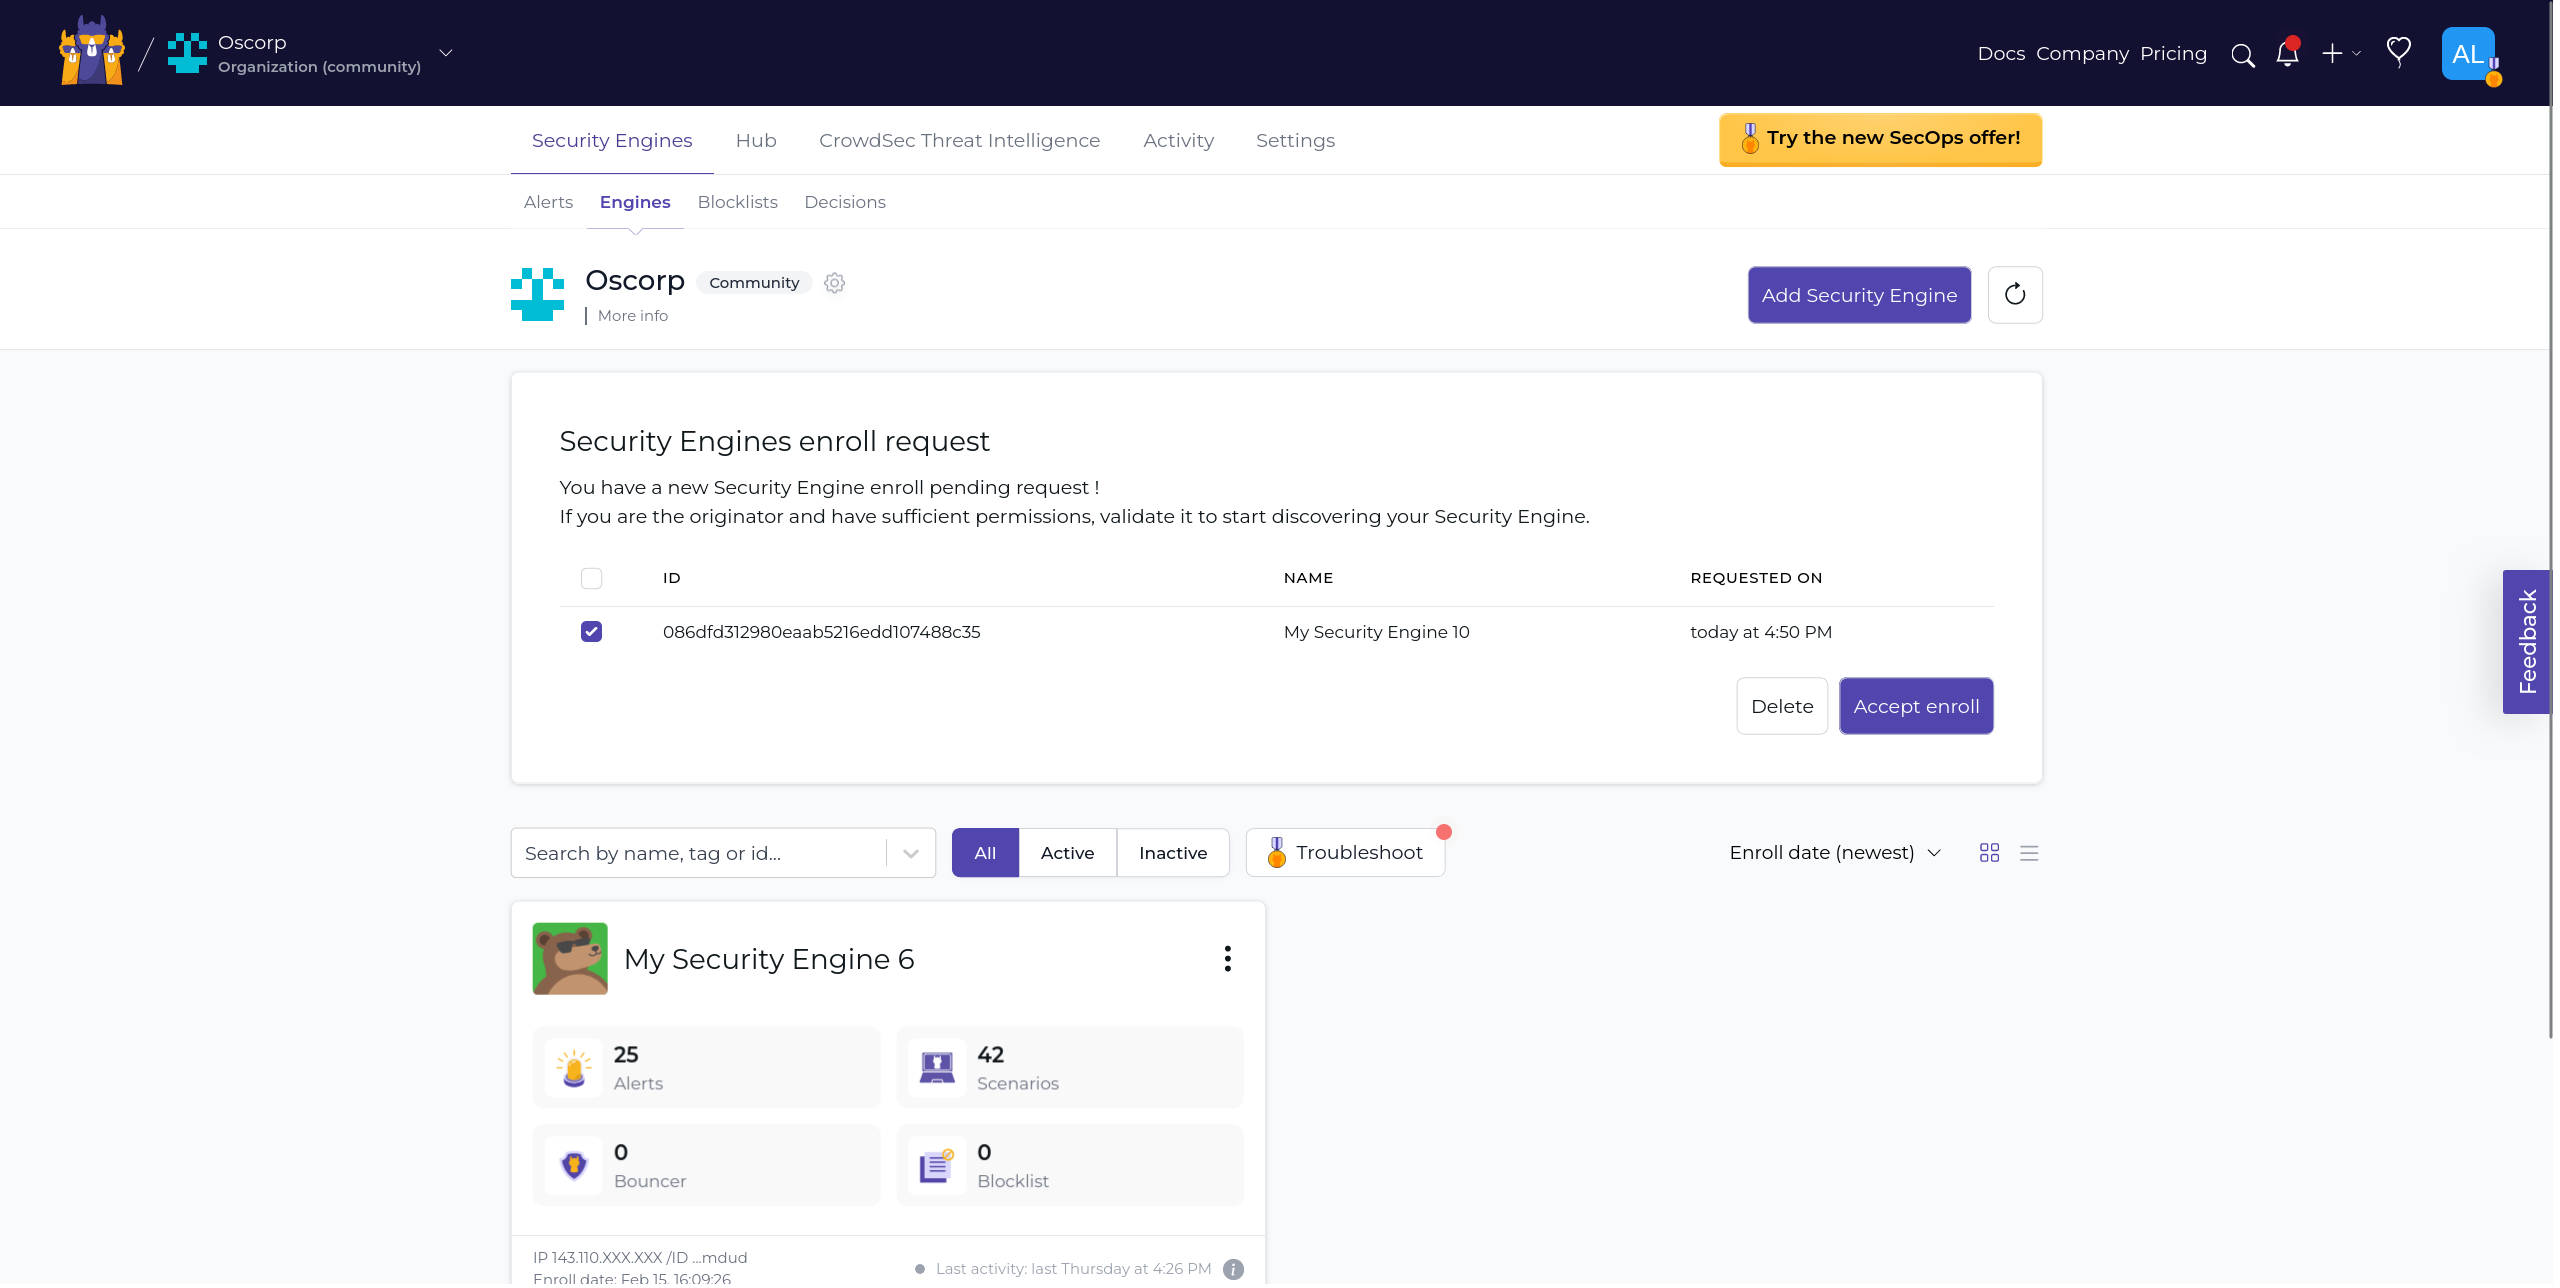 Oscorp
Organization (community)
Docs Company Pricing
AL
Security Engines Hub CrowdSec Threat Intelligence Activity Settings
Try the new SecOps offer!
Alerts Engines Blocklists Decisions
Oscorp Community
More info
Add Security Engine
Security Engines enroll request
You have a new Security Engine enroll pending request !
If you are the originator and have sufficient permissions, validate it to start discovering your Security Engine.
ID NAME REQUESTED ON
086dfd312980eaab5216edd107488c35 My Security Engine 10 today at 4:50 PM
Delete Accept enroll
Feedback
Search by name, tag or id... All Active Inactive Troubleshoot Enroll date (newest)
My Security Engine 6
25
Alerts
42
Scenarios
0
Bouncer
0
Blocklist
IP 143.110.XXX.XXX /ID ...mdud
Enroll date: Feb 15, 16:09:26
Last activity: last Thursday at 4:26 PM